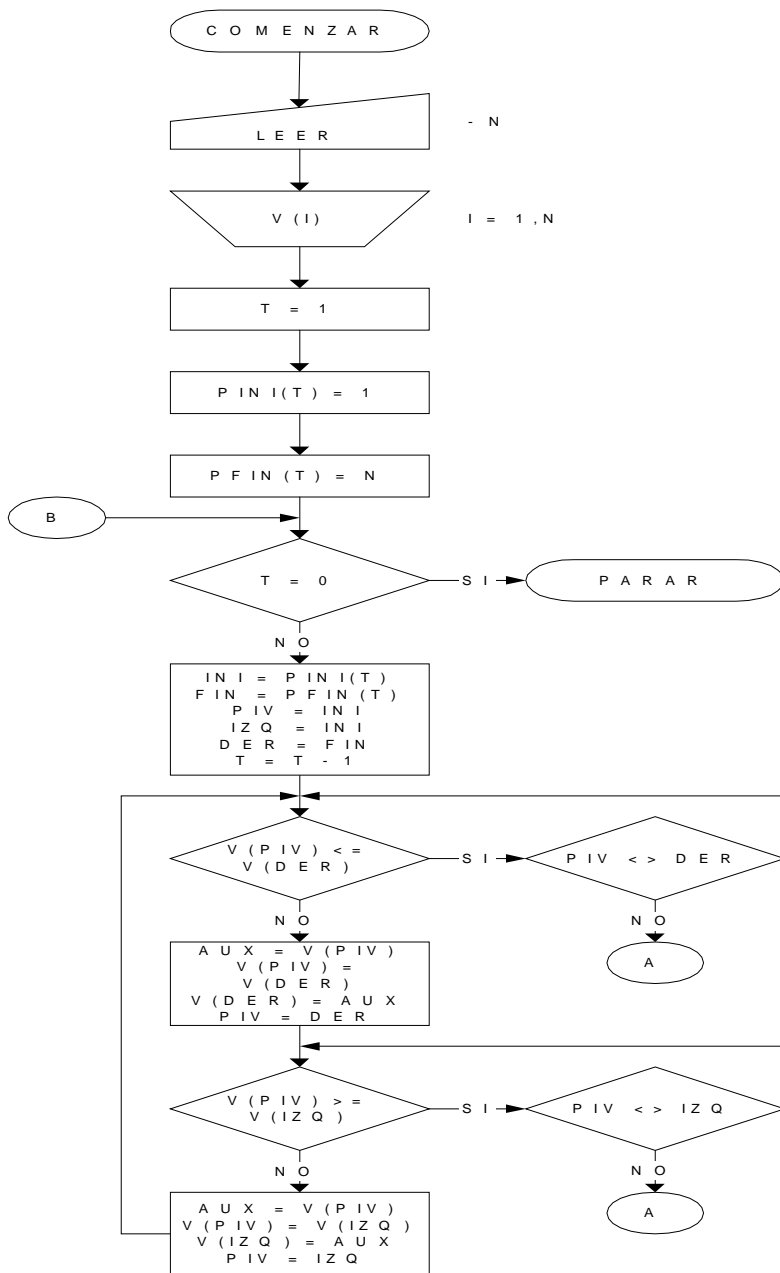 COMENZAR
LEER
- N
V(I)
I = 1,N
T = 1
PINI(T) = 1
PFIN(T) = N
B
T = 0
SI
PARAR
NO
INI = PINI(T)
FIN = PFIN(T)
PIV = INI
IZQ = INI
DER = FIN
T = T - 1
V(PIV) <=
V(DER)
SI
PIV <> DER
NO
NO
AUX = V(PIV)
V(PIV) =
V(DER)
V(DER) = AUX
PIV = DER
A
V(PIV) >=
V(IZQ)
SI
PIV <> IZQ
NO
NO
AUX = V(PIV)
V(PIV) = V(IZQ)
V(IZQ) = AUX
PIV = IZQ
A